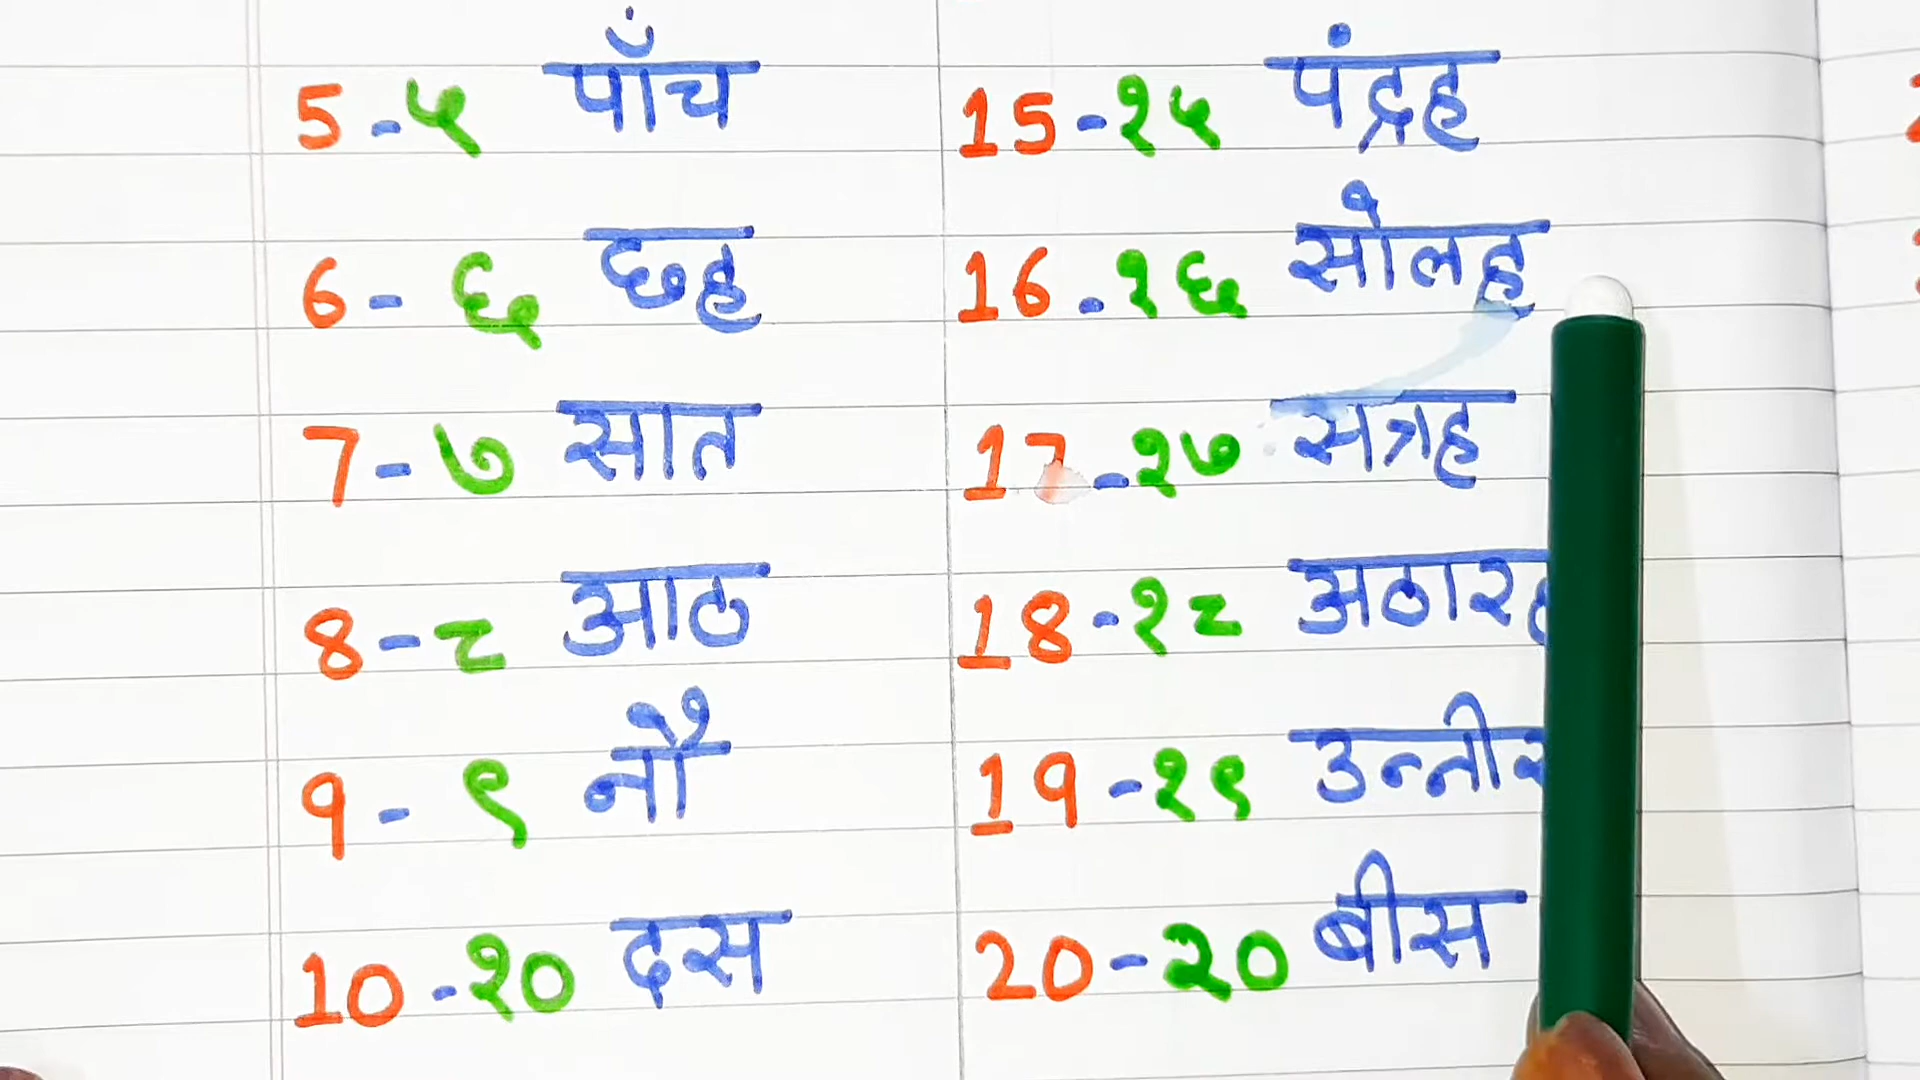 5 - ५ पाँच
6 - ६ छह
7 - ७ सात
8 - ८ आठ
9 - ९ नौ
10 - १० दस
15 - १५ पंद्रह
16 - १६ सोलह
17 - १७ सत्रह
18 - १८
19 - १९
20 - २० बीस